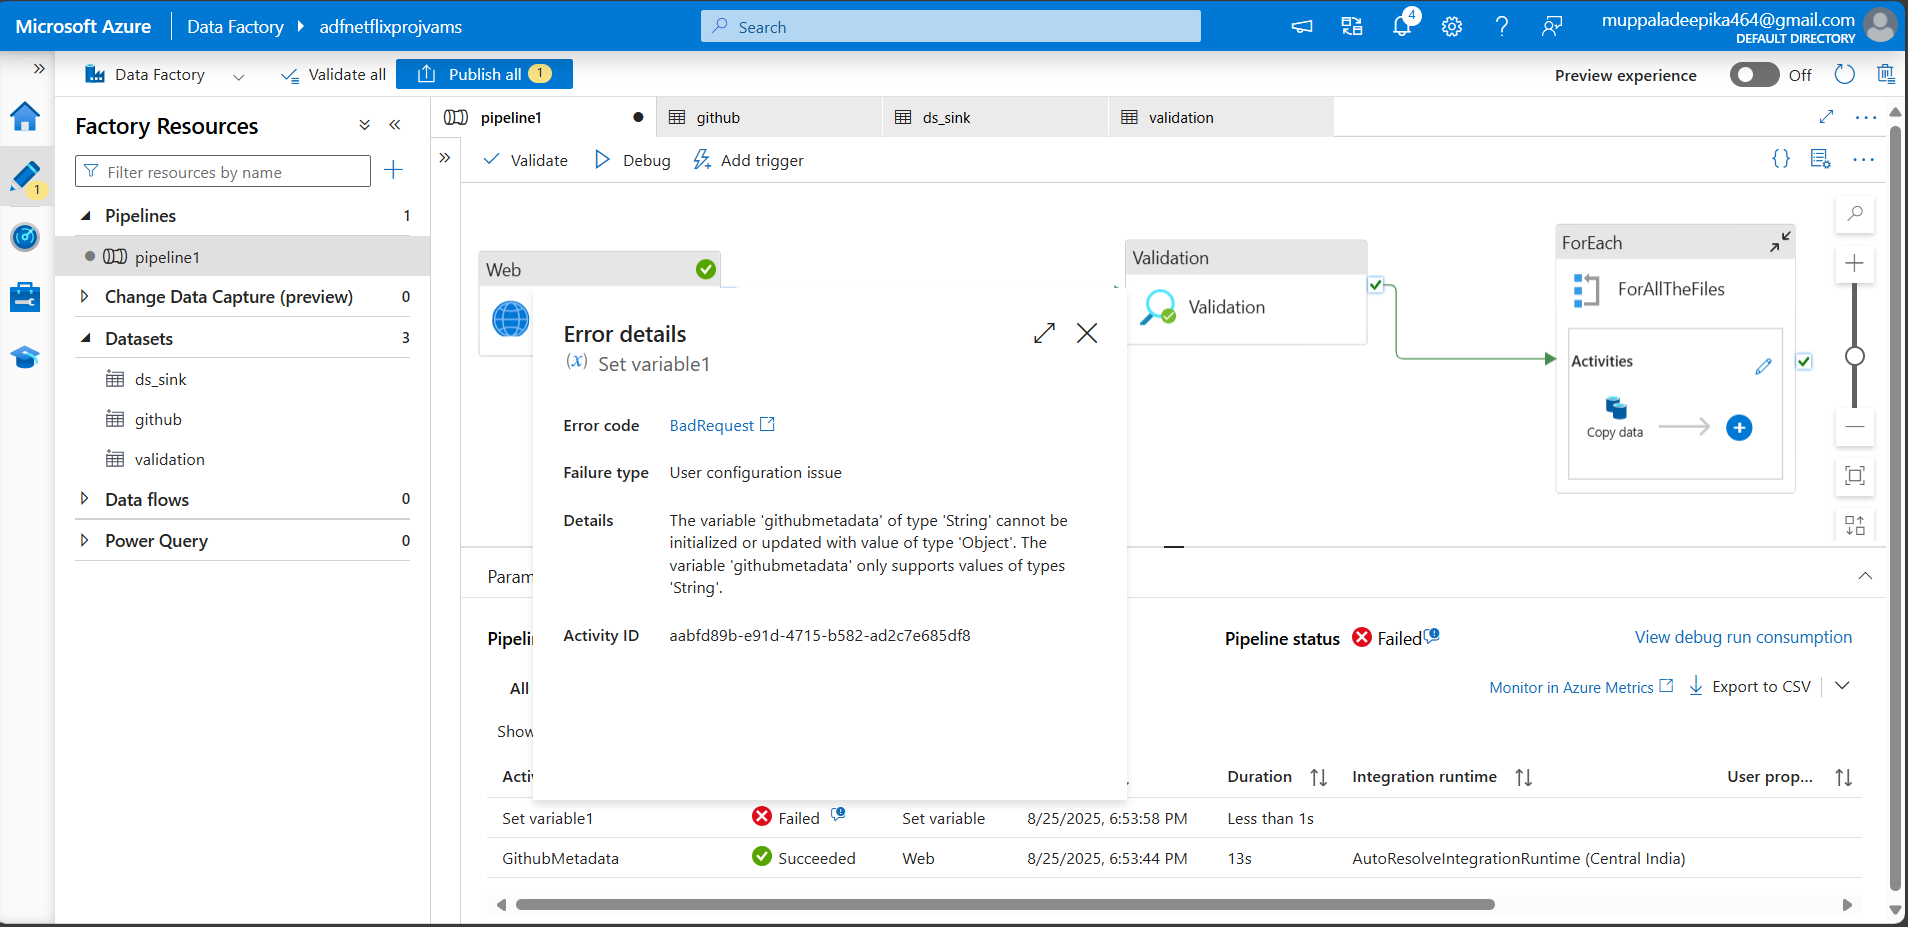 Microsoft Azure
Data Factory
adfnetflixprojvams
Search
4
muppaladeepika464@gmail.com
DEFAULT DIRECTORY
Data Factory
Validate all
Publish all
1
Preview experience
Off
1
Factory Resources
Filter resources by name
Pipelines
1
pipeline1
Change Data Capture (preview)
0
Datasets
3
ds_sink
github
validation
Data flows
0
Power Query
0
pipeline1
github
ds_sink
validation
Validate
Debug
Add trigger
{}
Web
Validation
Validation
ForEach
ForAllTheFiles
Activities
Copy data
Error details
(x) Set variable1
Error code
BadRequest
Failure type
User configuration issue
Details
The variable 'githubmetadata' of type 'String' cannot be
initialized or updated with value of type 'Object'. The
variable 'githubmetadata' only supports values of types
'String'.
Activity ID
aabfd89b-e91d-4715-b582-ad2c7e685df8
Param
Pipelin
Pipeline status
Failed
View debug run consumption
All
Monitor in Azure Metrics
Export to CSV
Show
Activ
Duration
Integration runtime
User prop...
Set variable1
Failed
Set variable
8/25/2025, 6:53:58 PM
Less than 1s
GithubMetadata
Succeeded
Web
8/25/2025, 6:53:44 PM
13s
AutoResolveIntegrationRuntime (Central India)